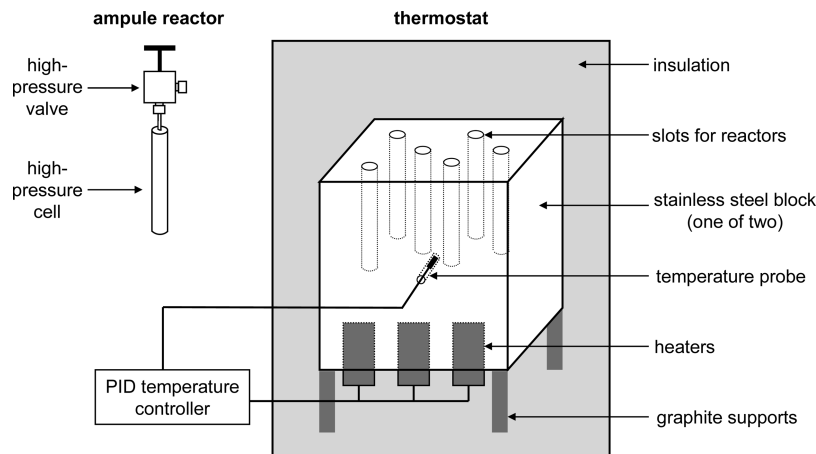 ampule reactor
thermostat
high-
pressure
valve
high-
pressure
cell
insulation
slots for reactors
stainless steel block
(one of two)
temperature probe
heaters
graphite supports
PID temperature
controller